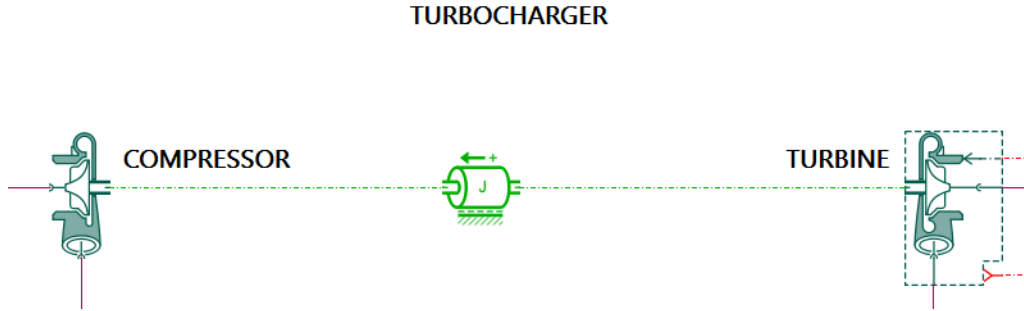 TURBOCHARGER
COMPRESSOR
TURBINE
+
J